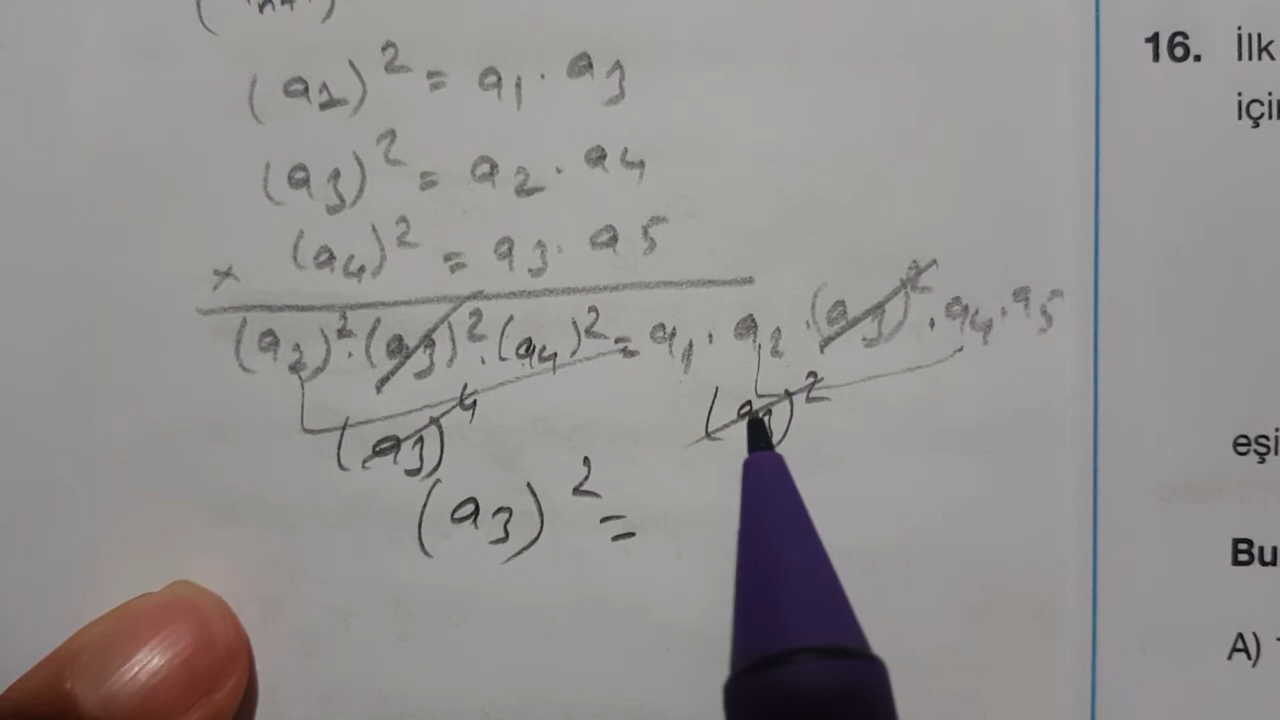 (a2)² = a1 . a3
(a3)² = a2 . a4
x (a4)² = a3 . a5
(a2)² . (a3)² . (a4)² = a1 . a2 . (a3)² . a4 . a5
(a3)⁴
(a3)²
(a3)² =
16. İlk
için
eşi
Bu
A)